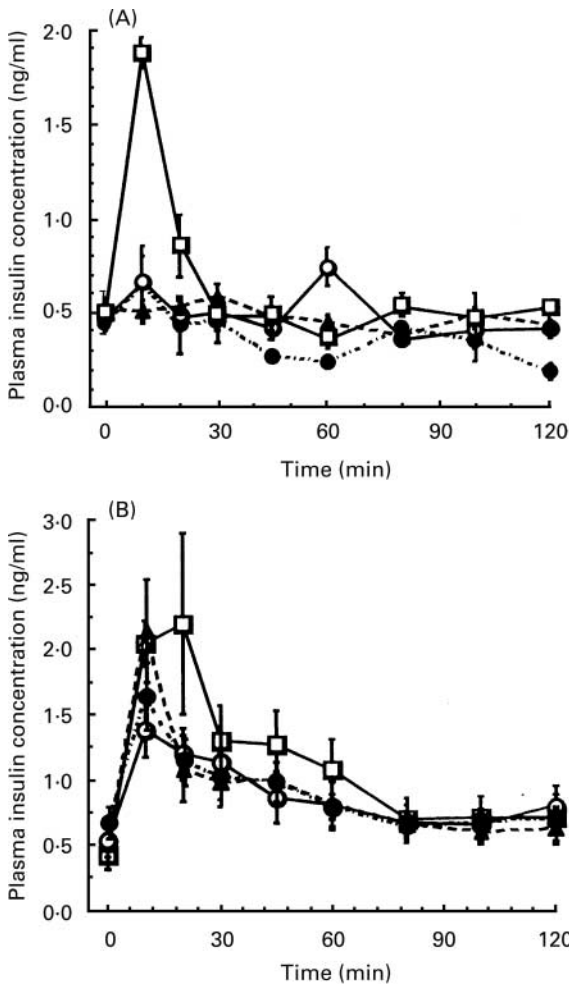 (A)
Plasma insulin concentration (ng/ml)
2·0
1·5
1·0
0·5
0·0
0 30 60 90 120
Time (min)
(B)
Plasma insulin concentration (ng/ml)
3·0
2·5
2·0
1·5
1·0
0·5
0·0
0 30 60 90 120
Time (min)